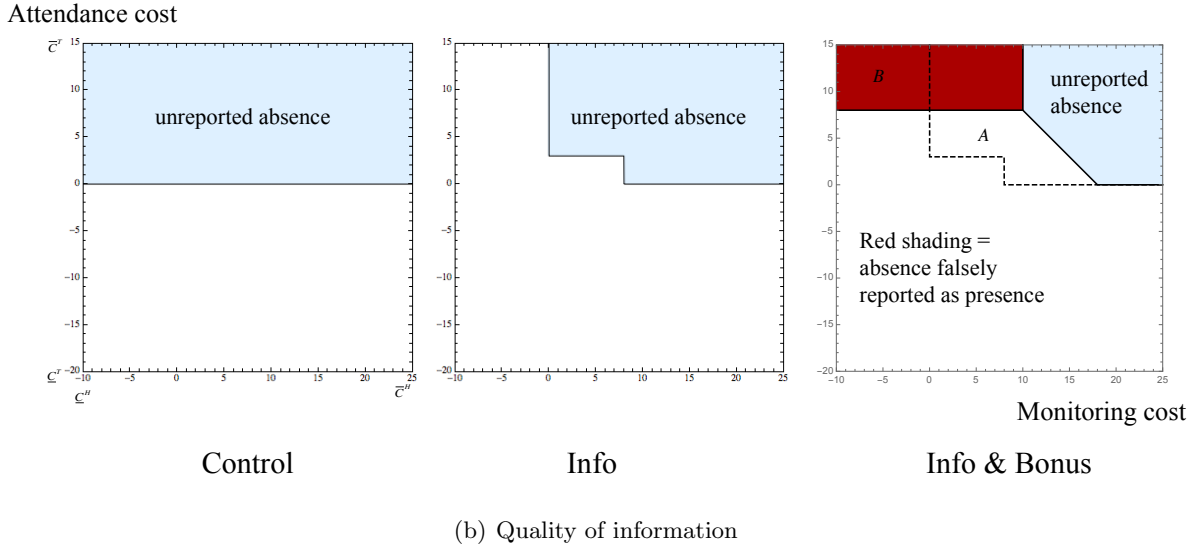 Attendance cost
C̅ᵀ 15
10
5
0
−5
−10
−15
C̲ᵀ −20
−10 −5 0 5 10 15 20 25
C̲ᴴ C̅ᴴ
unreported absence
Control
15
10
5
0
−5
−10
−15
−20
−10 −5 0 5 10 15 20 25
unreported absence
Info
15
10
5
0
−5
−10
−15
−20
−10 −5 0 5 10 15 20 25
B
A
unreported
absence
Red shading =
absence falsely
reported as presence
Monitoring cost
Info & Bonus
(b) Quality of information